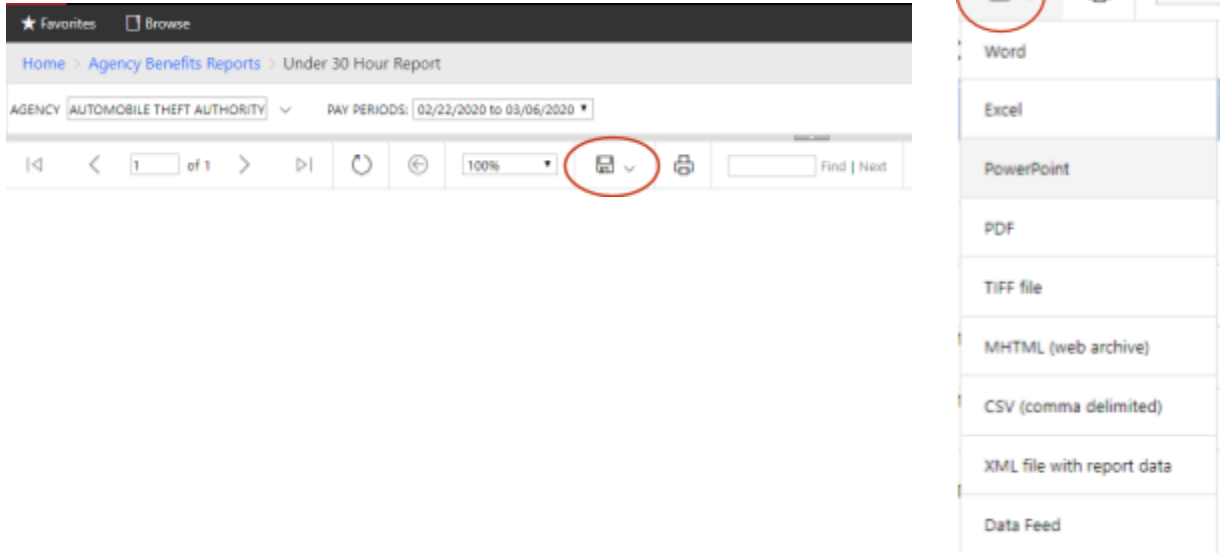 Favorites Browse
Home > Agency Benefits Reports > Under 30 Hour Report
AGENCY AUTOMOBILE THEFT AUTHORITY PAY PERIODS: 02/22/2020 to 03/06/2020
1 of 1 100% Find | Next
Word
Excel
PowerPoint
PDF
TIFF file
MHTML (web archive)
CSV (comma delimited)
XML file with report data
Data Feed